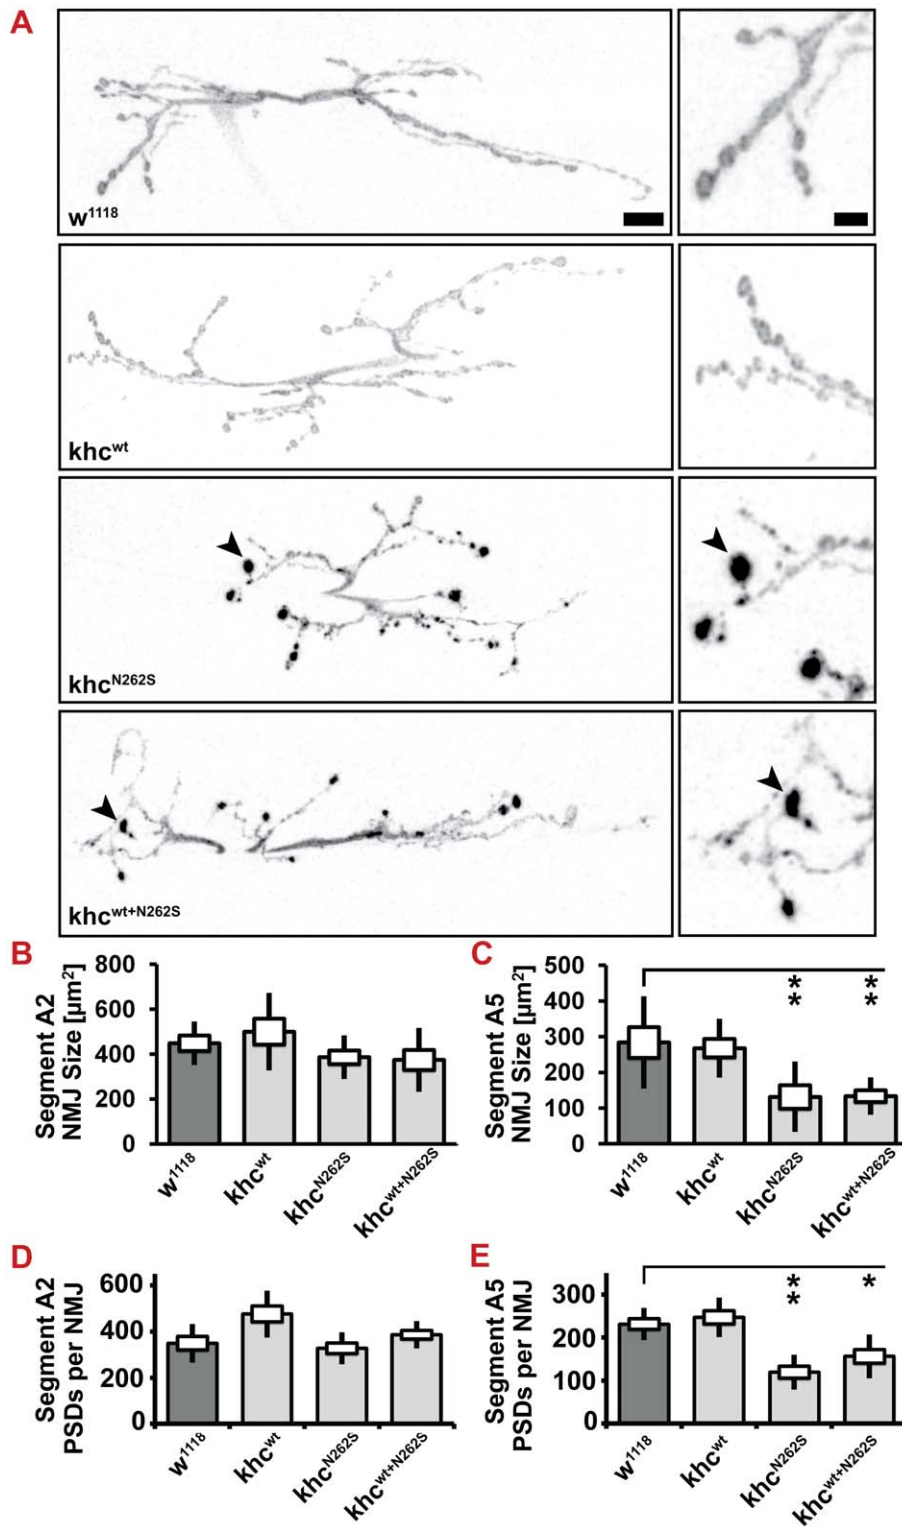 A
w1118
khcwt
khcN262S
khcwt+N262S
B
Segment A2
NMJ Size [µm2]
800
600
400
200
0
w1118
khcwt
khcN262S
khcwt+N262S
C
Segment A5
NMJ Size [µm2]
500
400
300
200
100
0
**
**
w1118
khcwt
khcN262S
khcwt+N262S
D
Segment A2
PSDs per NMJ
600
400
200
0
w1118
khcwt
khcN262S
khcwt+N262S
E
Segment A5
PSDs per NMJ
300
200
100
0
**
*
w1118
khcwt
khcN262S
khcwt+N262S